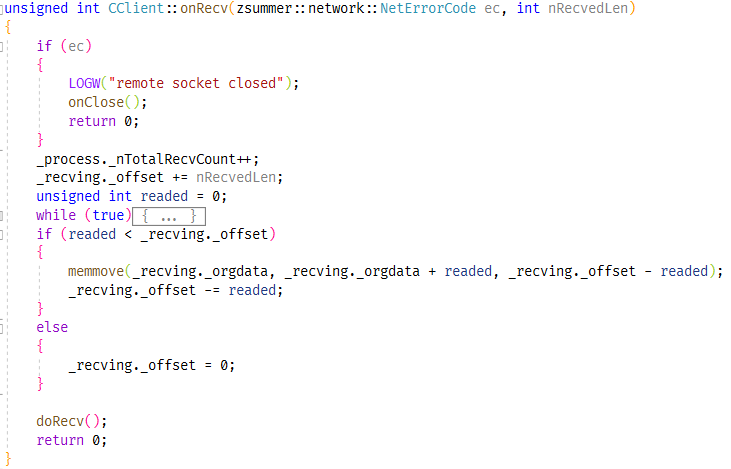 unsigned int CClient::onRecv(zsummer::network::NetErrorCode ec, int nRecvedLen)
{
    if (ec)
    {
        LOGW("remote socket closed");
        onClose();
        return 0;
    }
    _process._nTotalRecvCount++;
    _recving._offset += nRecvedLen;
    unsigned int readed = 0;
    while (true) { ... }
    if (readed < _recving._offset)
    {
        memmove(_recving._orgdata, _recving._orgdata + readed, _recving._offset - readed);
        _recving._offset -= readed;
    }
    else
    {
        _recving._offset = 0;
    }

    doRecv();
    return 0;
}